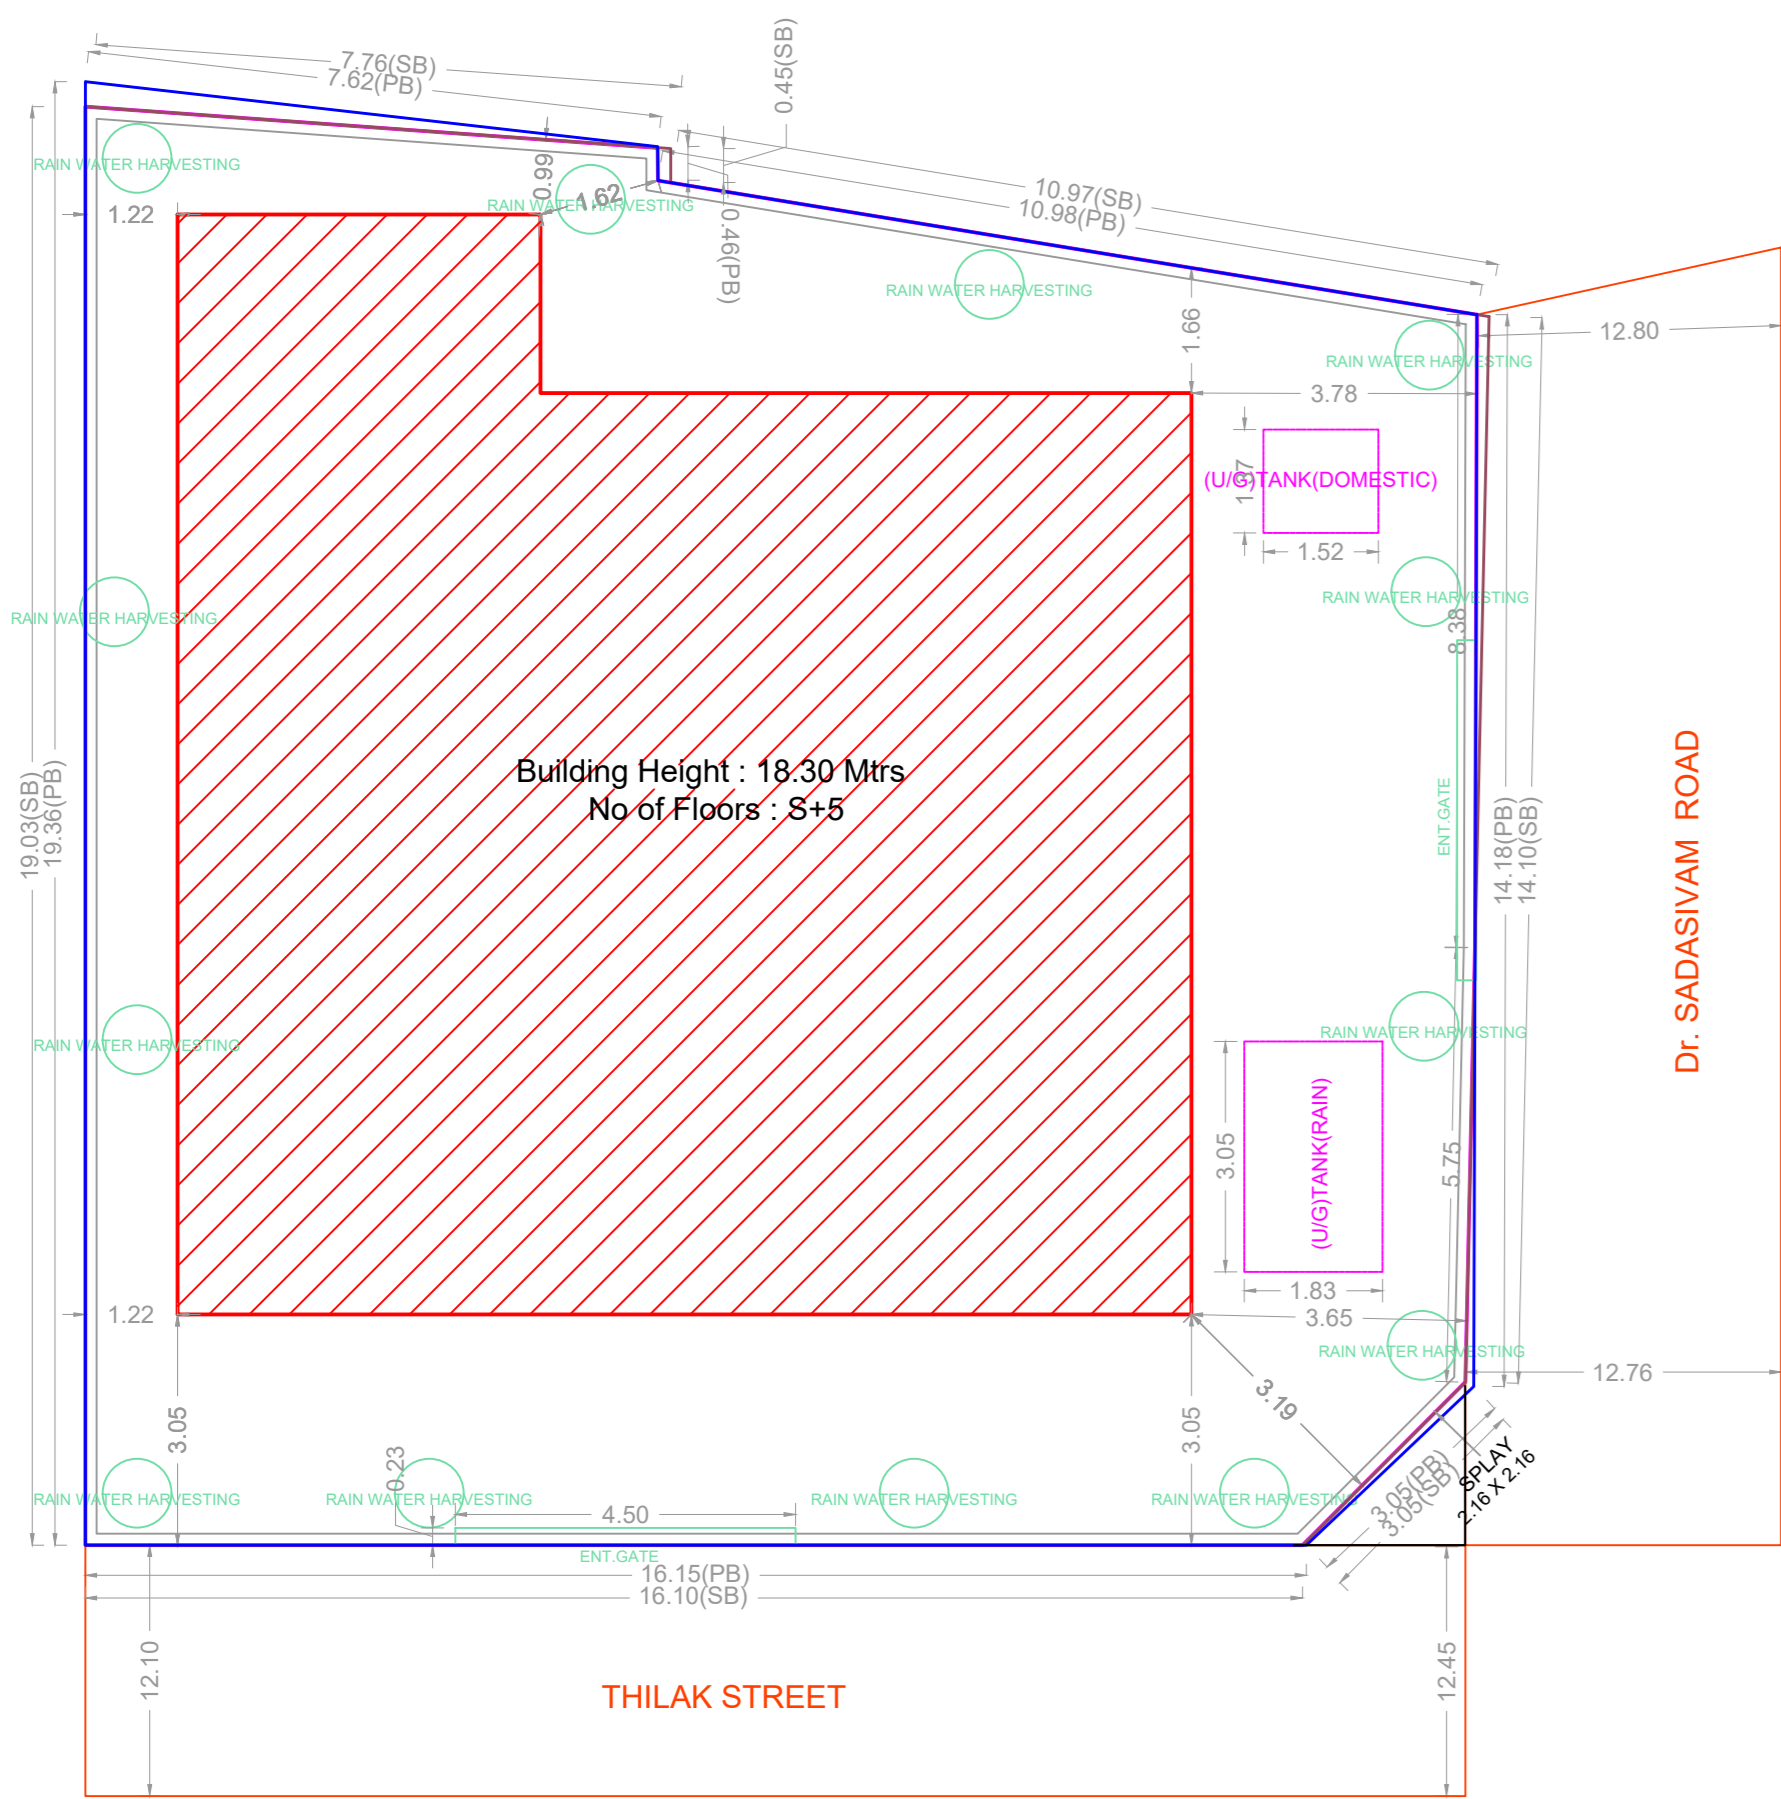 7.76(SB)
7.62(PB)
0.45(SB)
0.99
1.62
0.46(PB)
10.97(SB)
10.98(PB)
RAIN WATER HARVESTING
RAIN WATER HARVESTING
RAIN WATER HARVESTING
RAIN WATER HARVESTING
1.22
1.66
12.80
3.78
(U/G)TANK(DOMESTIC)
1.37
1.52
RAIN WATER HARVESTING
RAIN WATER HARVESTING
8.38
Building Height : 18.30 Mtrs
No of Floors : S+5
19.03(SB)
19.36(PB)
ENT.GATE
14.18(PB)
14.10(SB)
Dr. SADASIVAM ROAD
RAIN WATER HARVESTING
RAIN WATER HARVESTING
3.05
(U/G)TANK(RAIN)
5.75
1.83
1.22
3.65
RAIN WATER HARVESTING
12.76
3.05
3.05
3.19
0.23
3.05(PB)
3.05(SB)
SPLAY
2.16 X 2.16
RAIN WATER HARVESTING
RAIN WATER HARVESTING
RAIN WATER HARVESTING
RAIN WATER HARVESTING
4.50
ENT.GATE
16.15(PB)
16.10(SB)
12.10
12.45
THILAK STREET